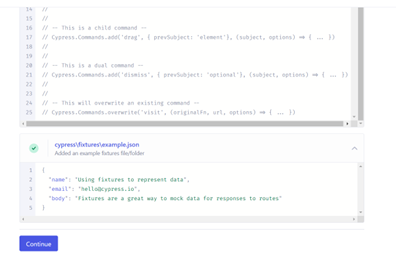 14 //
15 //
16 // -- This is a child command --
17 // Cypress.Commands.add('drag', { prevSubject: 'element'}, (subject, options) => { ... })
18 //
19 //
20 // -- This is a dual command --
21 // Cypress.Commands.add('dismiss', { prevSubject: 'optional'}, (subject, options) => { ... })
22 //
23 //
24 // -- This will overwrite an existing command --
25 // Cypress.Commands.overwrite('visit', (originalFn, url, options) => { ... })
cypress\fixtures\example.json
Added an example fixtures file/folder
1 {
2 "name": "Using fixtures to represent data",
3 "email": "hello@cypress.io",
4 "body": "Fixtures are a great way to mock data for responses to routes"
5 }
Continue